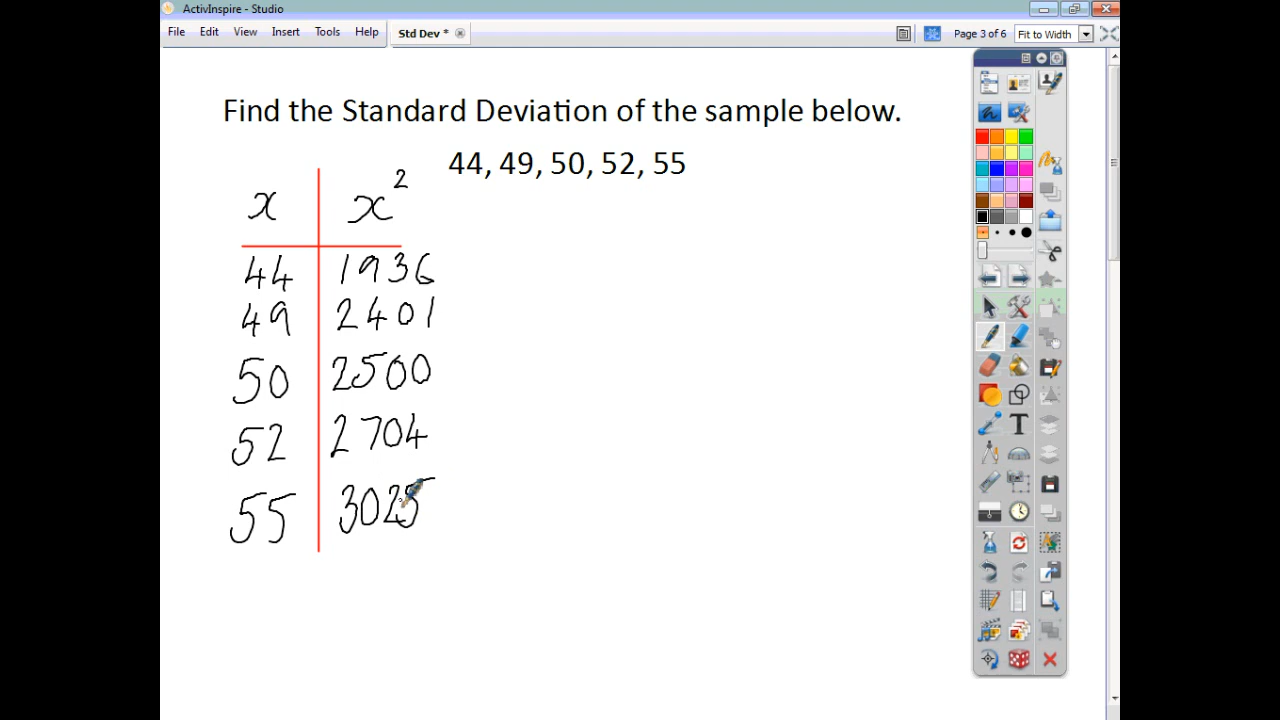 ActivInspire - Studio
File Edit View Insert Tools Help
Std Dev *
Page 3 of 6
Fit to Width
Find the Standard Deviation of the sample below.
44, 49, 50, 52, 55
x x²
44 1936
49 2401
50 2500
52 2704
55 3025